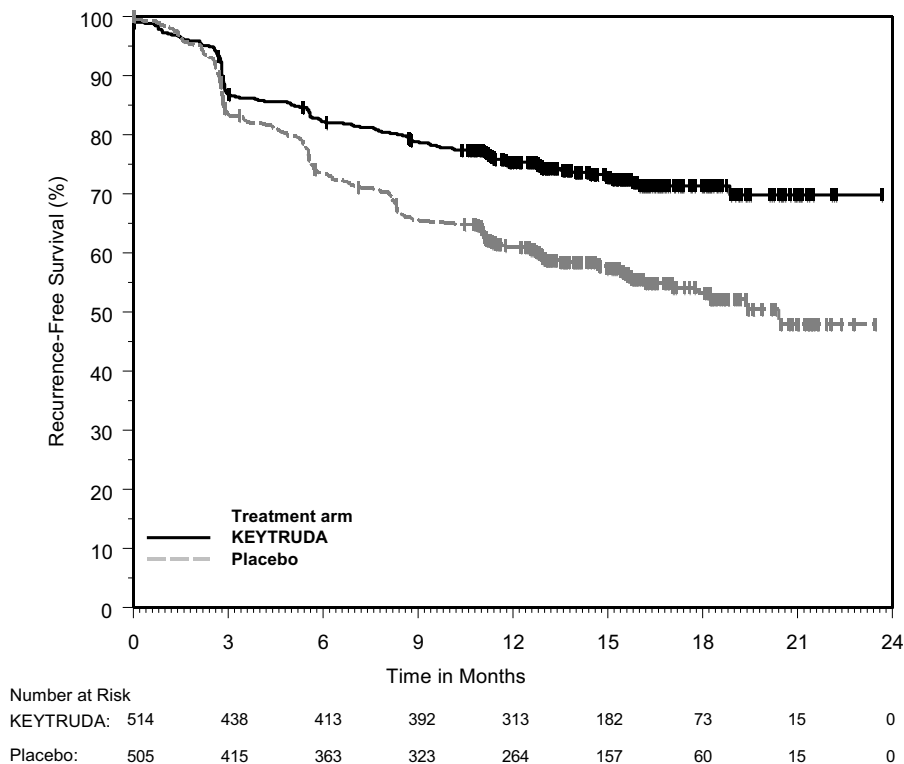 Recurrence-Free Survival (%)
100
90
80
70
60
50
40
30
20
10
0
Treatment arm
KEYTRUDA
Placebo
0 3 6 9 12 15 18 21 24
Time in Months
Number at Risk
KEYTRUDA: 514 438 413 392 313 182 73 15 0
Placebo: 505 415 363 323 264 157 60 15 0